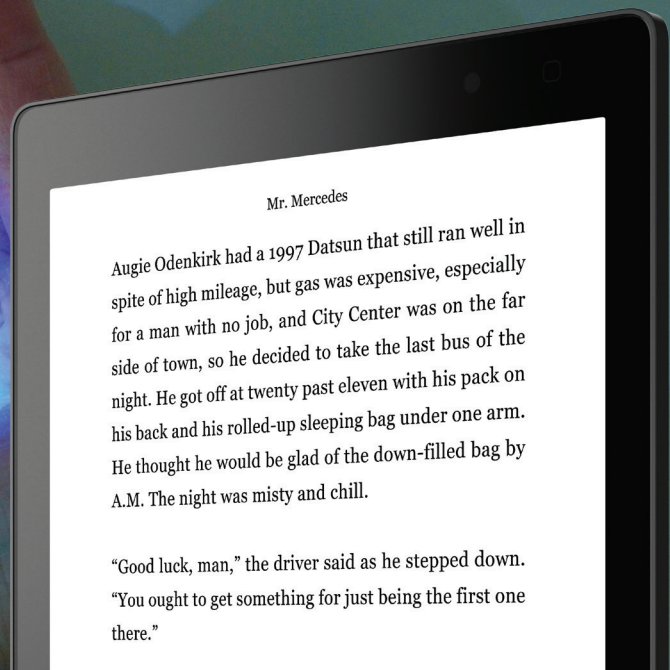 Mr. Mercedes
Augie Odenkirk had a 1997 Datsun that still ran well in
spite of high mileage, but gas was expensive, especially
for a man with no job, and City Center was on the far
side of town, so he decided to take the last bus of the
night. He got off at twenty past eleven with his pack on
his back and his rolled-up sleeping bag under one arm.
He thought he would be glad of the down-filled bag by
A.M. The night was misty and chill.
“Good luck, man,” the driver said as he stepped down.
“You ought to get something for just being the first one
there.”